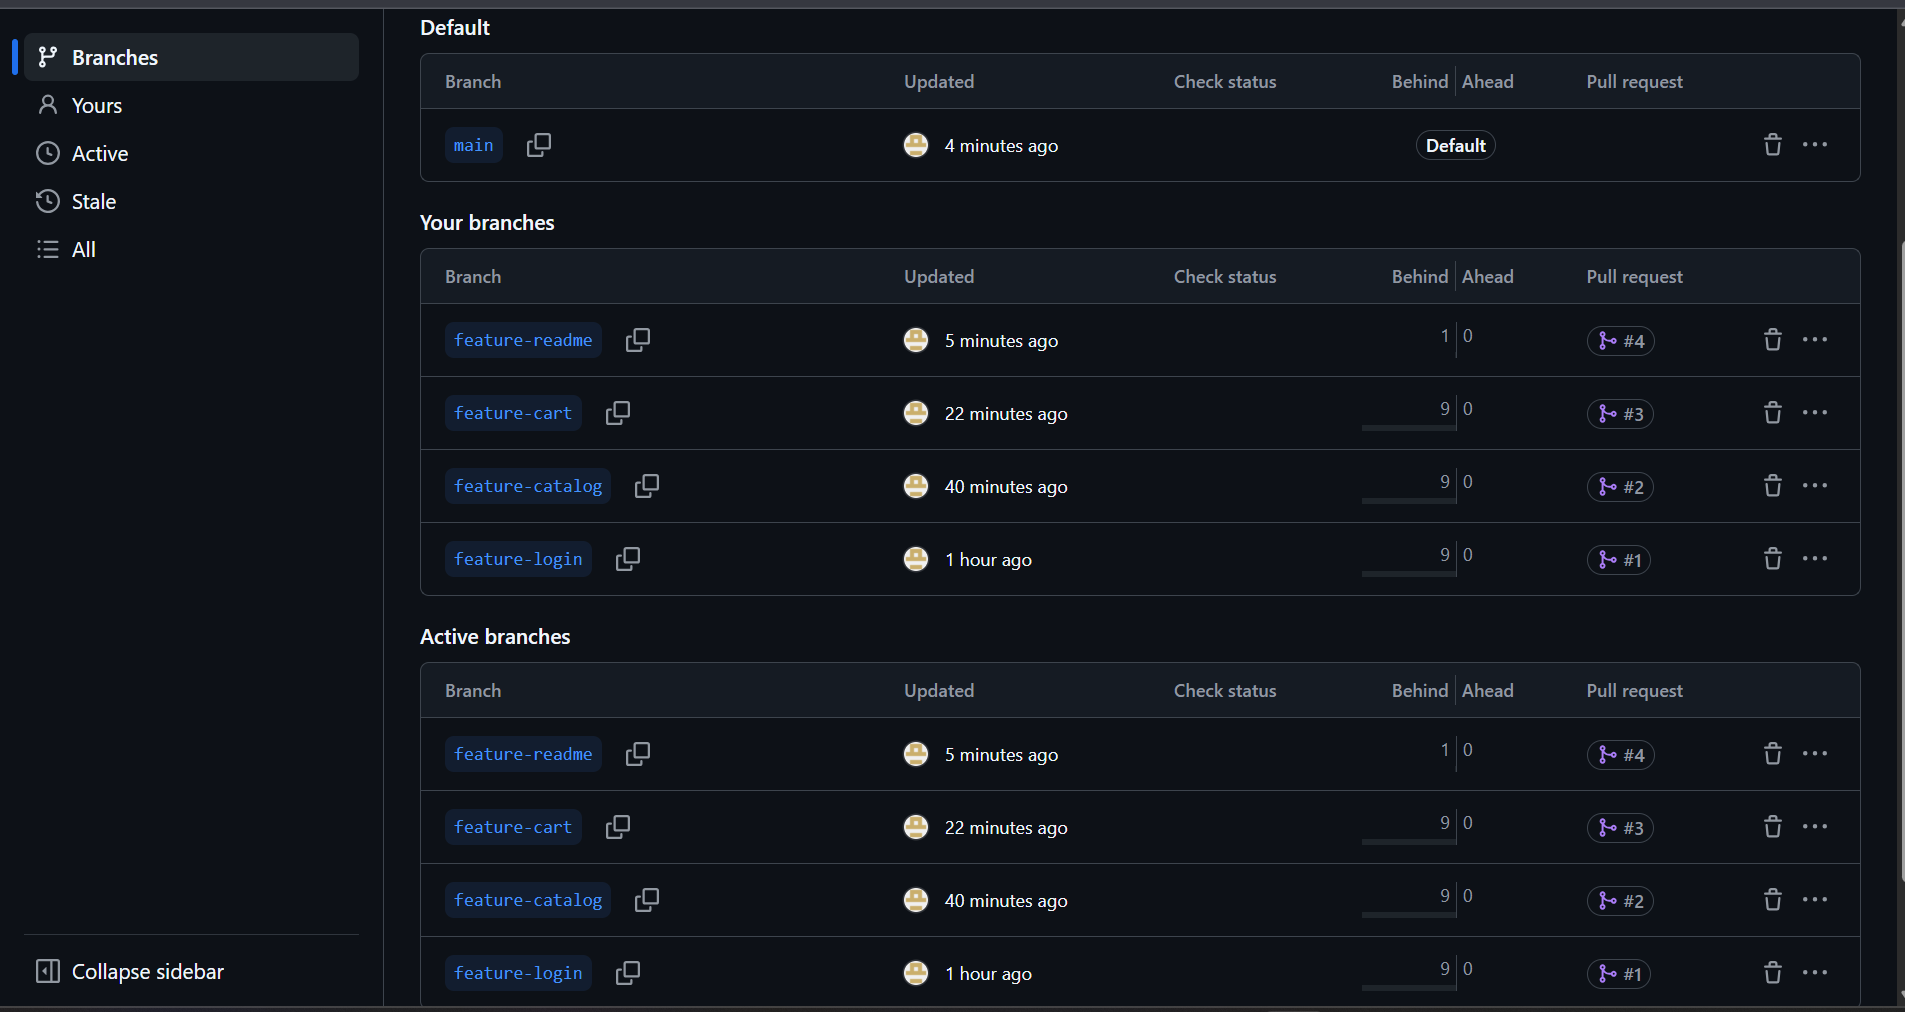 Branches
Yours
Active
Stale
All
Collapse sidebar
Default
Branch Updated Check status Behind Ahead Pull request
main 4 minutes ago Default
Your branches
Branch Updated Check status Behind Ahead Pull request
feature-readme 5 minutes ago 1 0 #4
feature-cart 22 minutes ago 9 0 #3
feature-catalog 40 minutes ago 9 0 #2
feature-login 1 hour ago 9 0 #1
Active branches
Branch Updated Check status Behind Ahead Pull request
feature-readme 5 minutes ago 1 0 #4
feature-cart 22 minutes ago 9 0 #3
feature-catalog 40 minutes ago 9 0 #2
feature-login 1 hour ago 9 0 #1